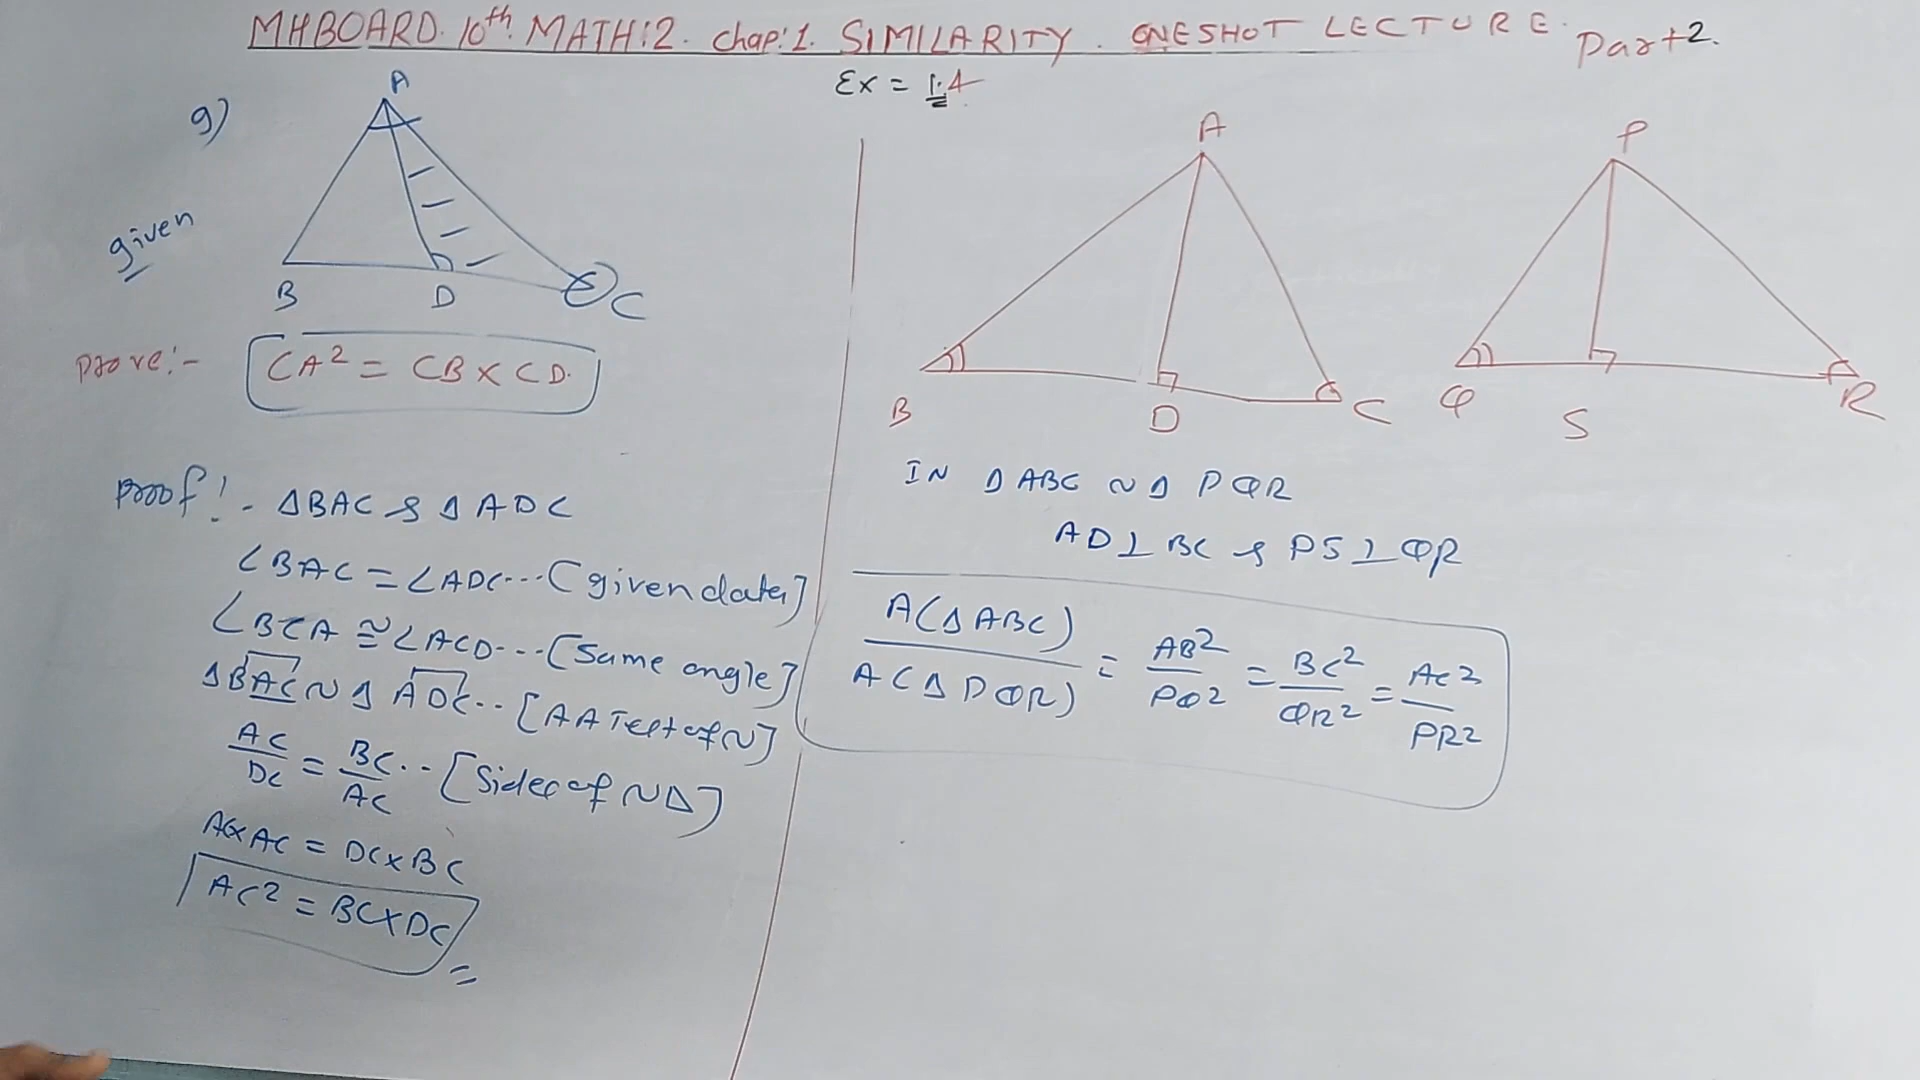 MHBOARD. 10th. MATH:2. chap:1. SIMILARITY. ONESHOT LECTURE. Part2.
Ex = 1.4
9)
A
given
B D C
Prove:- CA² = CB × CD.
Proof:- ΔBAC & ΔADC
∠BAC = ∠ADC... [given data]
∠BCA ≅ ∠ACD... [Same angle]
ΔBAC ~ Δ ADC.. [AA Test of ~]
AC/DC = BC/AC .. [Sides of ~Δ]
AC×AC = DC×BC
AC² = BC×DC
A
P
B D C
Q S R
IN ΔABC ~ Δ PQR
AD⊥BC & PS⊥QR
A(ΔABC)/A(ΔPQR) = AB²/PQ² = BC²/QR² = AC²/PR²